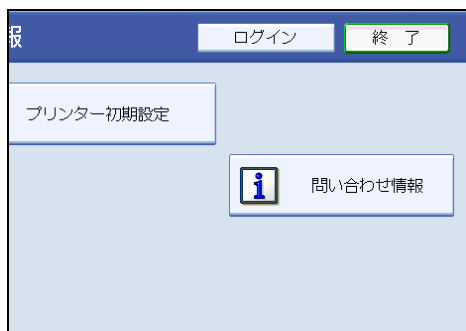 報
ログイン
終 了
プリンター初期設定
i
問い合わせ情報